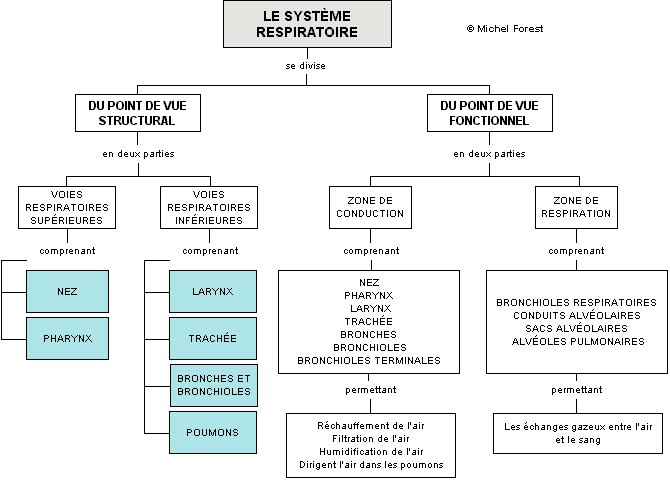 LE SYSTÈME
RESPIRATOIRE
© Michel Forest
se divise
DU POINT DE VUE
STRUCTURAL
DU POINT DE VUE
FONCTIONNEL
en deux parties
en deux parties
VOIES
RESPIRATOIRES
SUPÉRIEURES
VOIES
RESPIRATOIRES
INFÉRIEURES
ZONE DE
CONDUCTION
ZONE DE
RESPIRATION
comprenant
comprenant
comprenant
comprenant
NEZ
PHARYNX
LARYNX
TRACHÉE
BRONCHES ET
BRONCHIOLES
POUMONS
NEZ
PHARYNX
LARYNX
TRACHÉE
BRONCHES
BRONCHIOLES
BRONCHIOLES TERMINALES
BRONCHIOLES RESPIRATOIRES
CONDUITS ALVÉOLAIRES
SACS ALVÉOLAIRES
ALVÉOLES PULMONAIRES
permettant
permettant
Réchauffement de l'air
Filtration de l'air
Humidification de l'air
Dirigent l'air dans les poumons
Les échanges gazeux entre l'air
et le sang